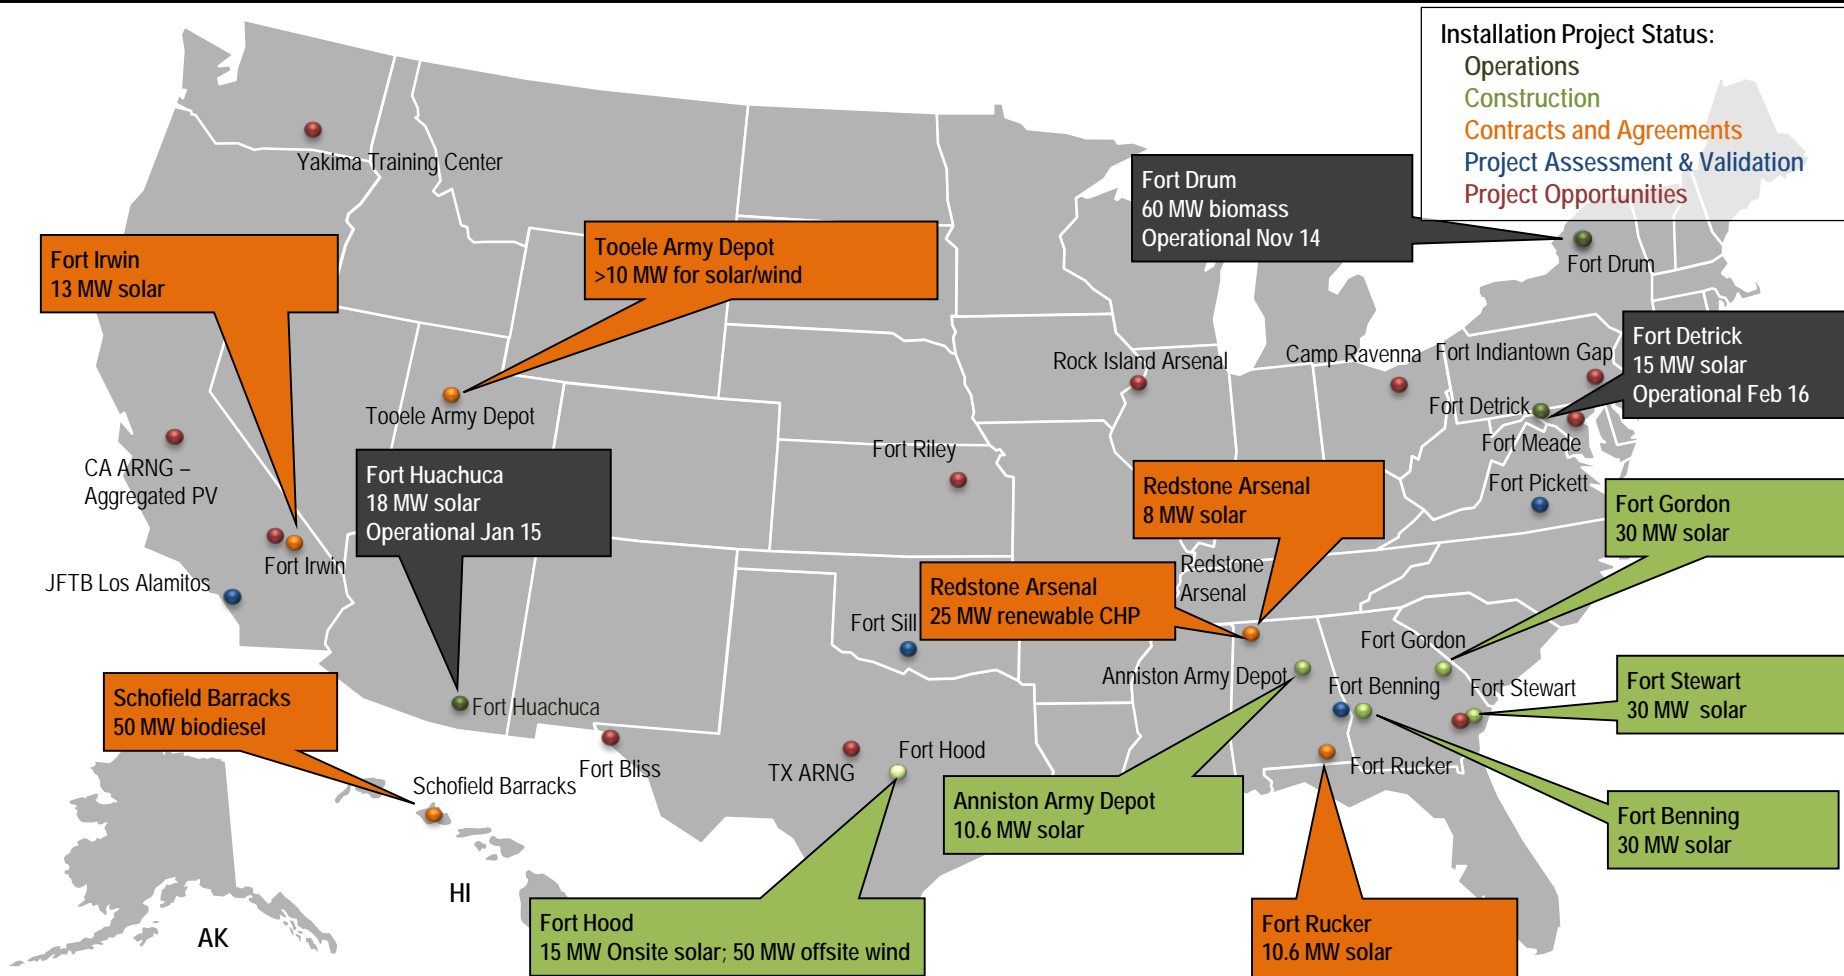 Installation Project Status:
Operations
Construction
Contracts and Agreements
Project Assessment & Validation
Project Opportunities
Yakima Training Center
Fort Drum
60 MW biomass
Operational Nov 14
Fort Drum
Fort Irwin
13 MW solar
Tooele Army Depot
>10 MW for solar/wind
Tooele Army Depot
Rock Island Arsenal
Camp Ravenna
Fort Indiantown Gap
Fort Detrick
15 MW solar
Operational Feb 16
Fort Detrick
Fort Meade
CA ARNG –
Aggregated PV
Fort Huachuca
18 MW solar
Operational Jan 15
Fort Riley
Redstone Arsenal
8 MW solar
Fort Pickett
Fort Gordon
30 MW solar
Fort Irwin
JFTB Los Alamitos
Redstone
Arsenal
Redstone Arsenal
25 MW renewable CHP
Fort Sill
Fort Gordon
Anniston Army Depot
Fort Benning
Fort Stewart
Fort Stewart
30 MW  solar
Schofield Barracks
50 MW biodiesel
Fort Huachuca
Schofield Barracks
Fort Bliss
TX ARNG
Fort Hood
Fort Rucker
Anniston Army Depot
10.6 MW solar
Fort Benning
30 MW solar
HI
AK
Fort Hood
15 MW Onsite solar; 50 MW offsite wind
Fort Rucker
10.6 MW solar